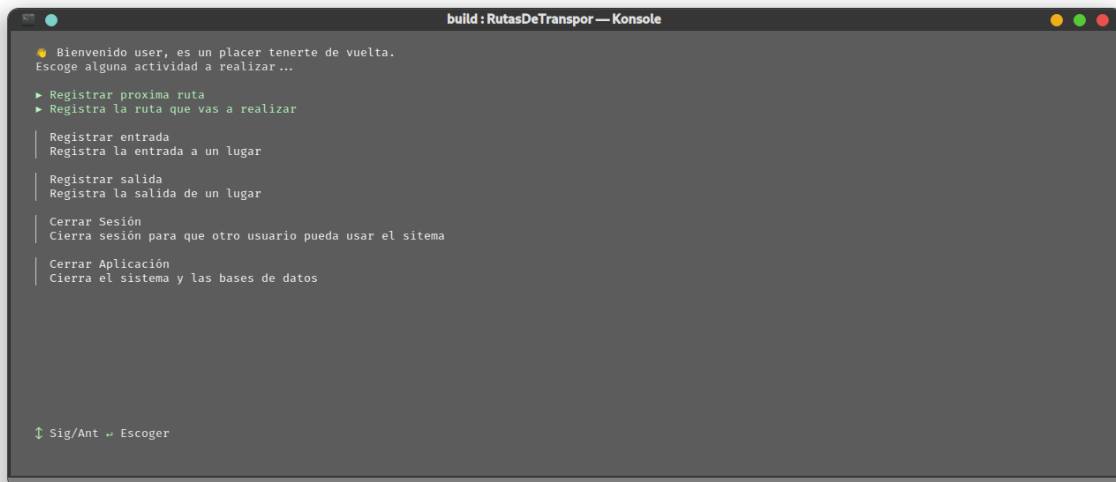 build : RutasDeTranspor — Konsole
👋 Bienvenido user, es un placer tenerte de vuelta.
Escoge alguna actividad a realizar...
▸ Registrar proxima ruta
▸ Registra la ruta que vas a realizar
Registrar entrada
Registra la entrada a un lugar
Registrar salida
Registra la salida de un lugar
Cerrar Sesión
Cierra sesión para que otro usuario pueda usar el sitema
Cerrar Aplicación
Cierra el sistema y las bases de datos
↕ Sig/Ant ↵ Escoger